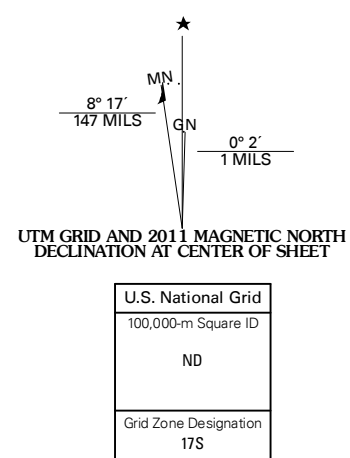 MN
8° 17´
147 MILS
GN
0° 2´
1 MILS
UTM GRID AND 2011 MAGNETIC NORTH
DECLINATION AT CENTER OF SHEET
U.S. National Grid
100,000-m Square ID
ND
Grid Zone Designation
17S